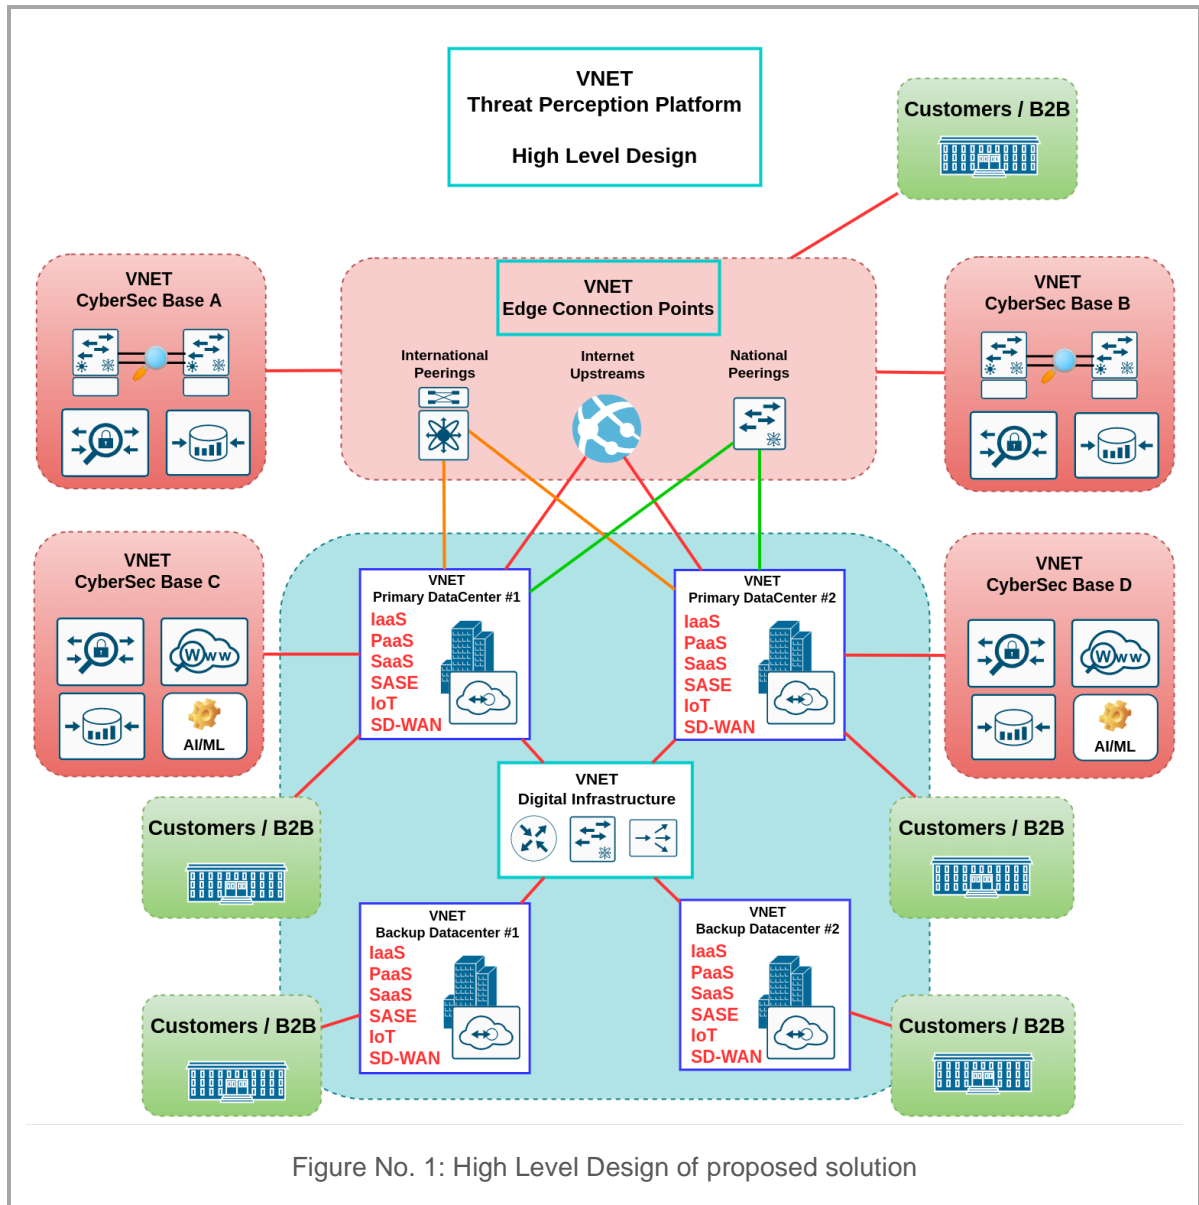 VNET
Threat Perception Platform
High Level Design
Customers / B2B
VNET
CyberSec Base A
VNET
Edge Connection Points
International
Peerings
Internet
Upstreams
National
Peerings
VNET
CyberSec Base B
VNET
CyberSec Base C
W W W
AI/ML
VNET
Primary DataCenter #1
IaaS
PaaS
SaaS
SASE
IoT
SD-WAN
VNET
Primary DataCenter #2
IaaS
PaaS
SaaS
SASE
IoT
SD-WAN
VNET
CyberSec Base D
W W W
AI/ML
VNET
Digital Infrastructure
Customers / B2B
Customers / B2B
VNET
Backup Datacenter #1
IaaS
PaaS
SaaS
SASE
IoT
SD-WAN
VNET
Backup Datacenter #2
IaaS
PaaS
SaaS
SASE
IoT
SD-WAN
Customers / B2B
Customers / B2B
Figure No. 1: High Level Design of proposed solution